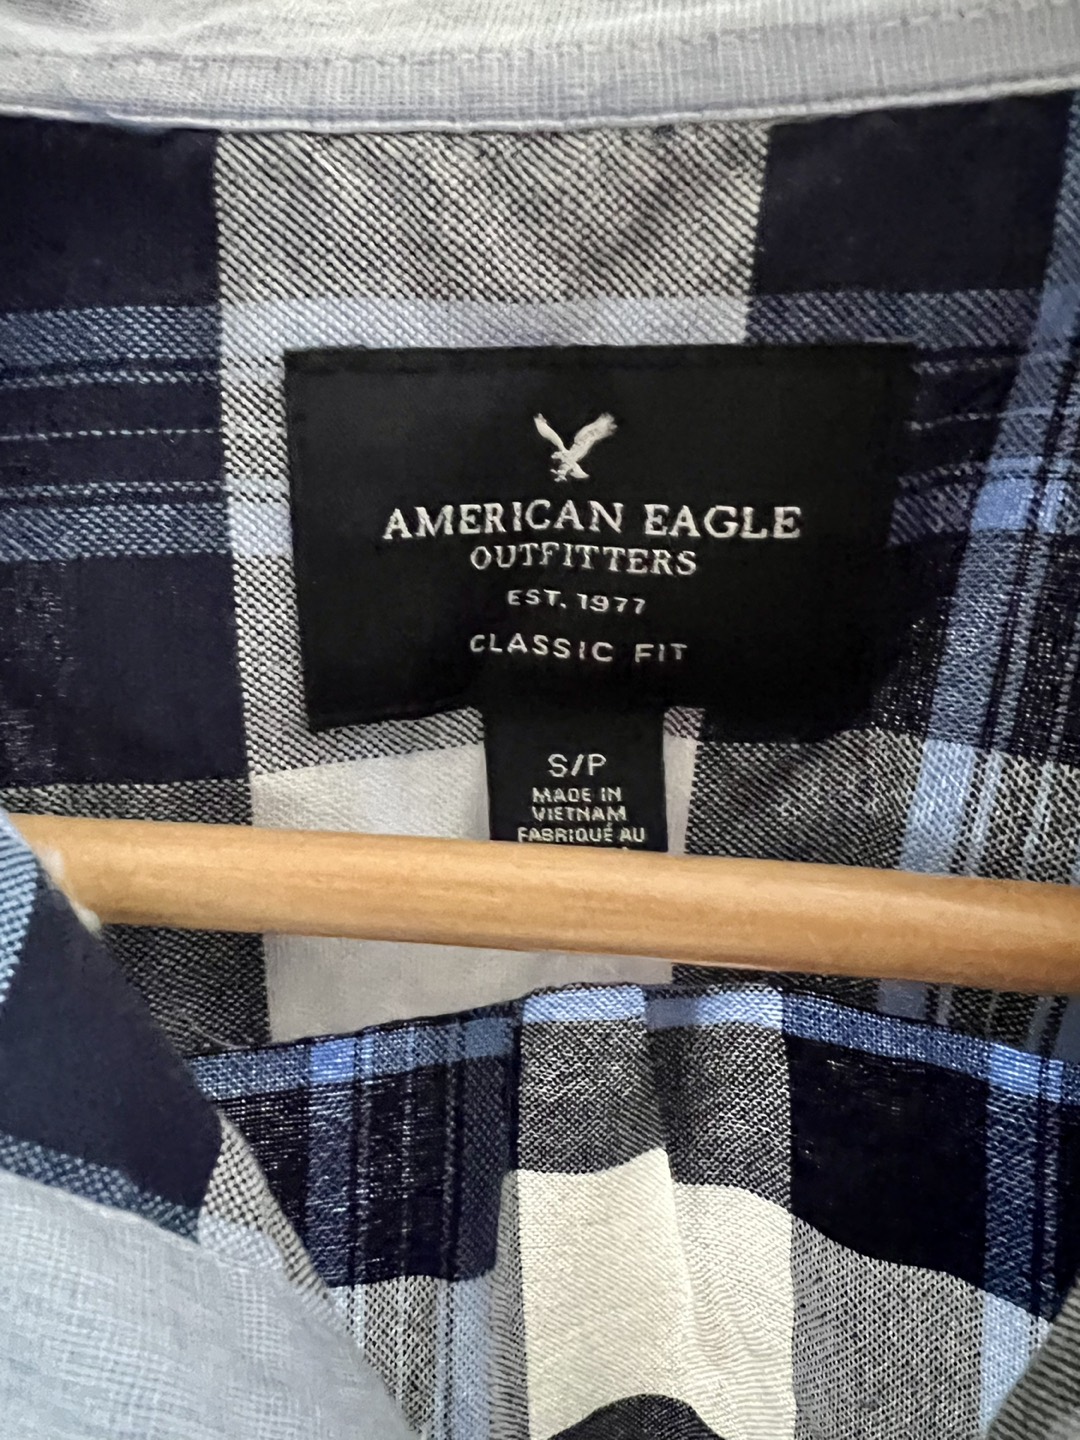 AMERICAN EAGLE
OUTFITTERS
EST. 1977
CLASSIC FIT
S/P
MADE IN
VIETNAM
FABRIQUÉ AU